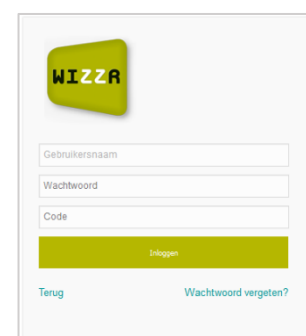 WIZZR
Gebruikersnaam
Wachtwoord
Code
Inloggen
Terug Wachtwoord vergeten?